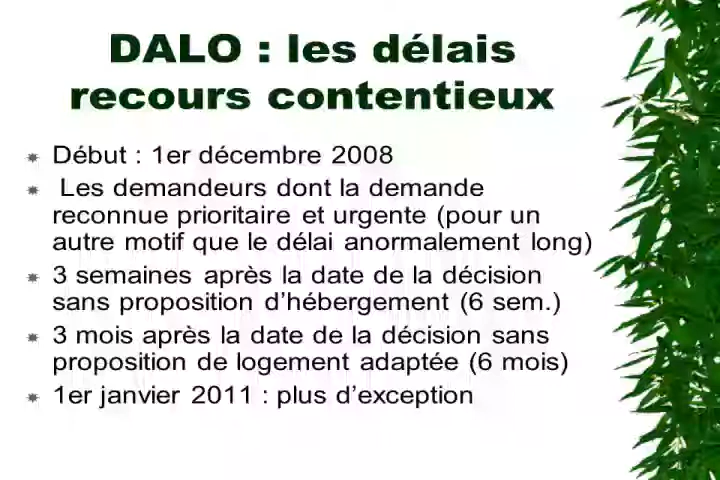 DALO : les délais
recours contentieux
Début : 1er décembre 2008
Les demandeurs dont la demande
reconnue prioritaire et urgente (pour un
autre motif que le délai anormalement long)
3 semaines après la date de la décision
sans proposition d’hébergement (6 sem.)
3 mois après la date de la décision sans
proposition de logement adaptée (6 mois)
1er janvier 2011 : plus d’exception